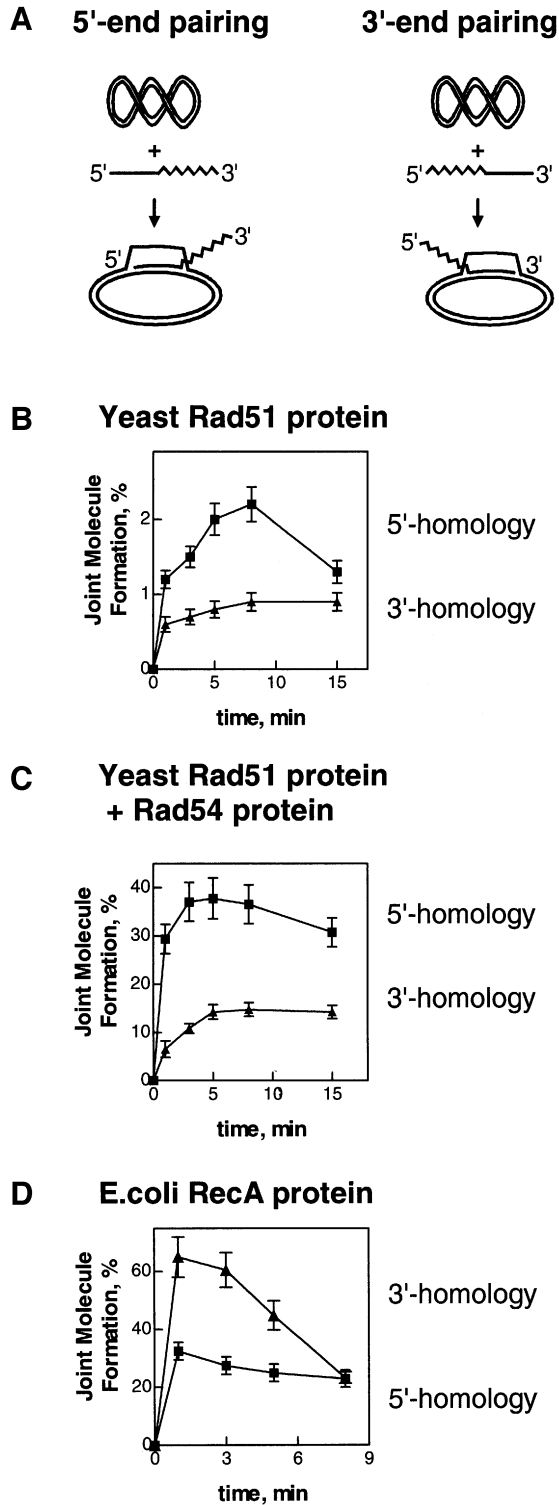 A 5'-end pairing 3'-end pairing
+ +
5' 3' 5' 3'
5' 3' 5' 3'
B Yeast Rad51 protein
Joint Molecule
Formation, %
2
1
0
0 5 10 15
time, min
5'-homology
3'-homology
C Yeast Rad51 protein
+ Rad54 protein
Joint Molecule
Formation, %
40
30
20
10
0
0 5 10 15
time, min
5'-homology
3'-homology
D E.coli RecA protein
Joint Molecule
Formation, %
60
40
20
0
0 3 6 9
time, min
3'-homology
5'-homology